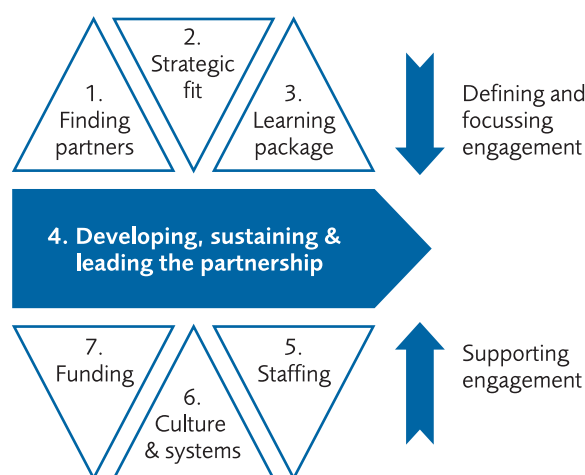 1.
Finding
partners
2.
Strategic
fit
3.
Learning
package
Defining and
focussing
engagement
4. Developing, sustaining &
leading the partnership
7.
Funding
6.
Culture
& systems
5.
Staffing
Supporting
engagement